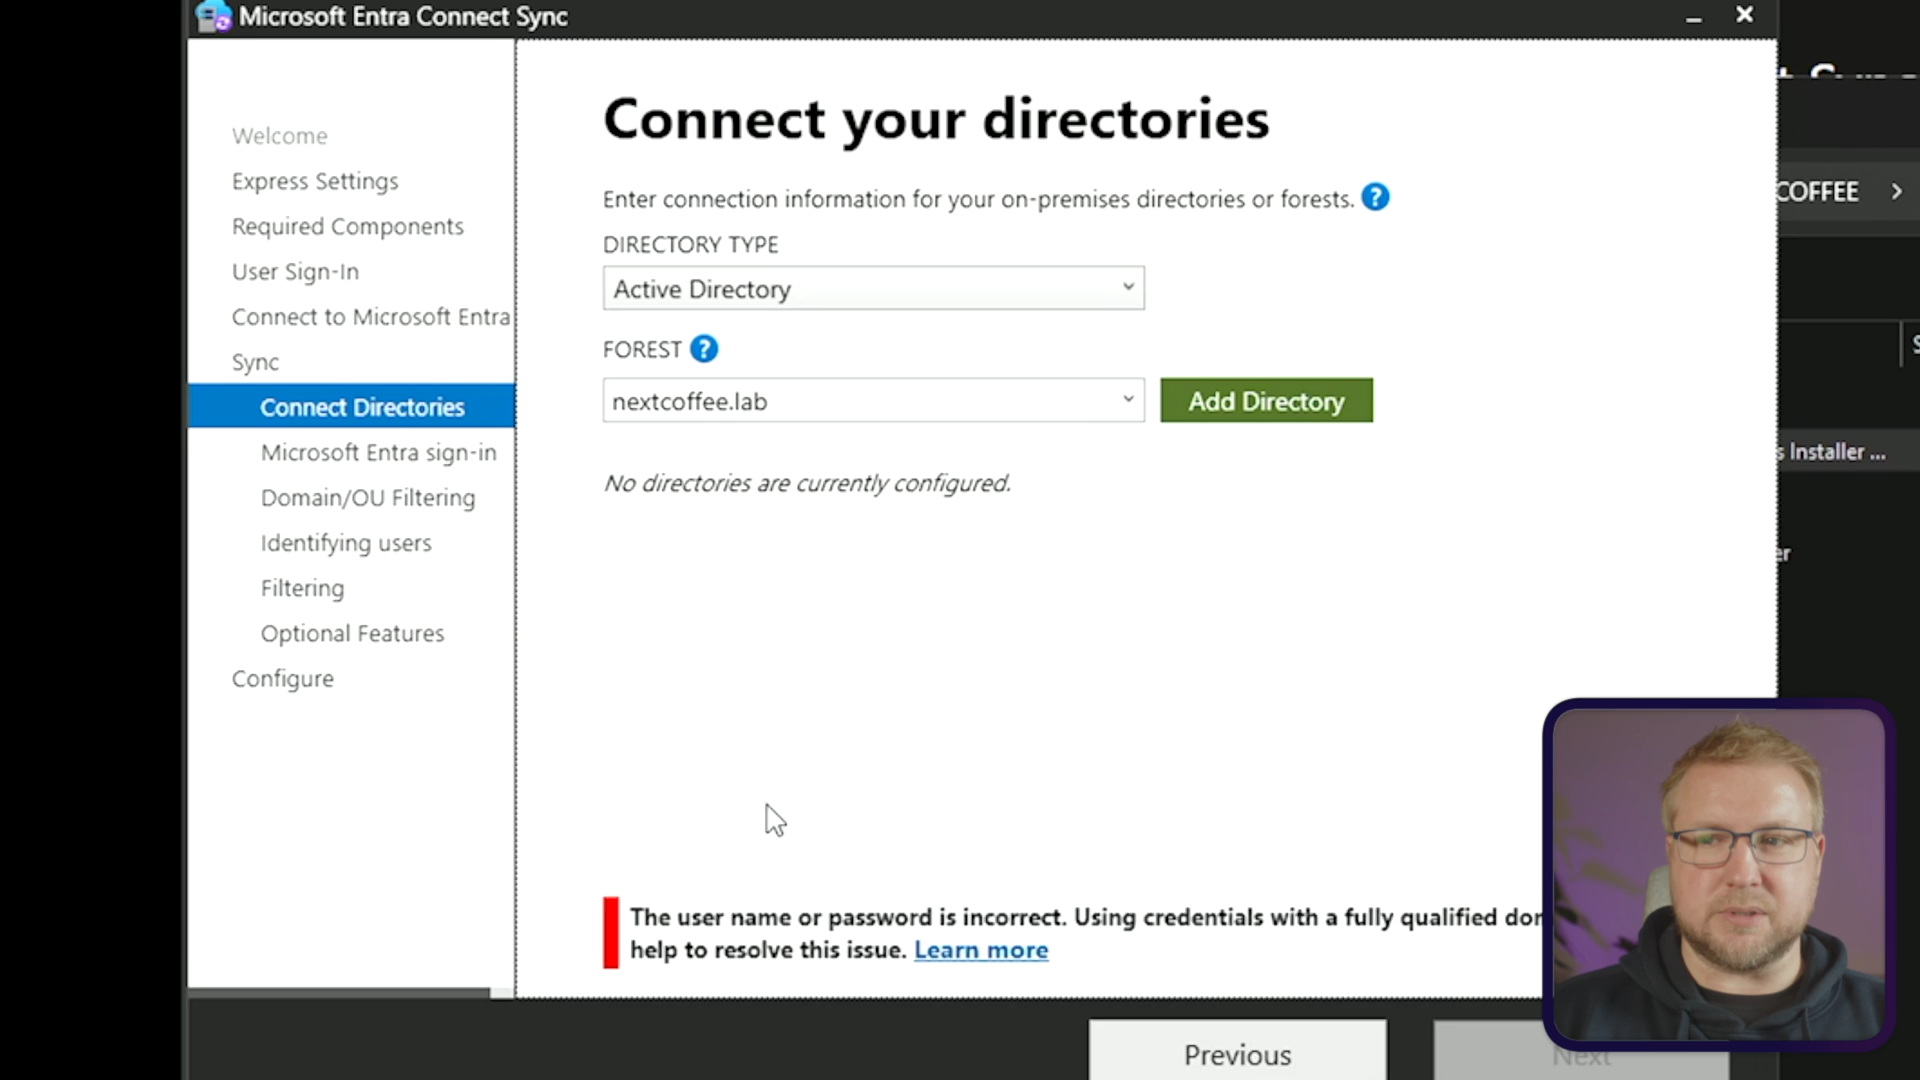 Microsoft Entra Connect Sync
Welcome
Express Settings
Required Components
User Sign-In
Connect to Microsoft Entra
Sync
Connect Directories
Microsoft Entra sign-in
Domain/OU Filtering
Identifying users
Filtering
Optional Features
Configure
Connect your directories
Enter connection information for your on-premises directories or forests. ?
DIRECTORY TYPE
Active Directory
FOREST ?
nextcoffee.lab
Add Directory
No directories are currently configured.
The user name or password is incorrect. Using credentials with a fully qualified
help to resolve this issue. Learn more
Previous
Next
COFFEE >
Installer ...